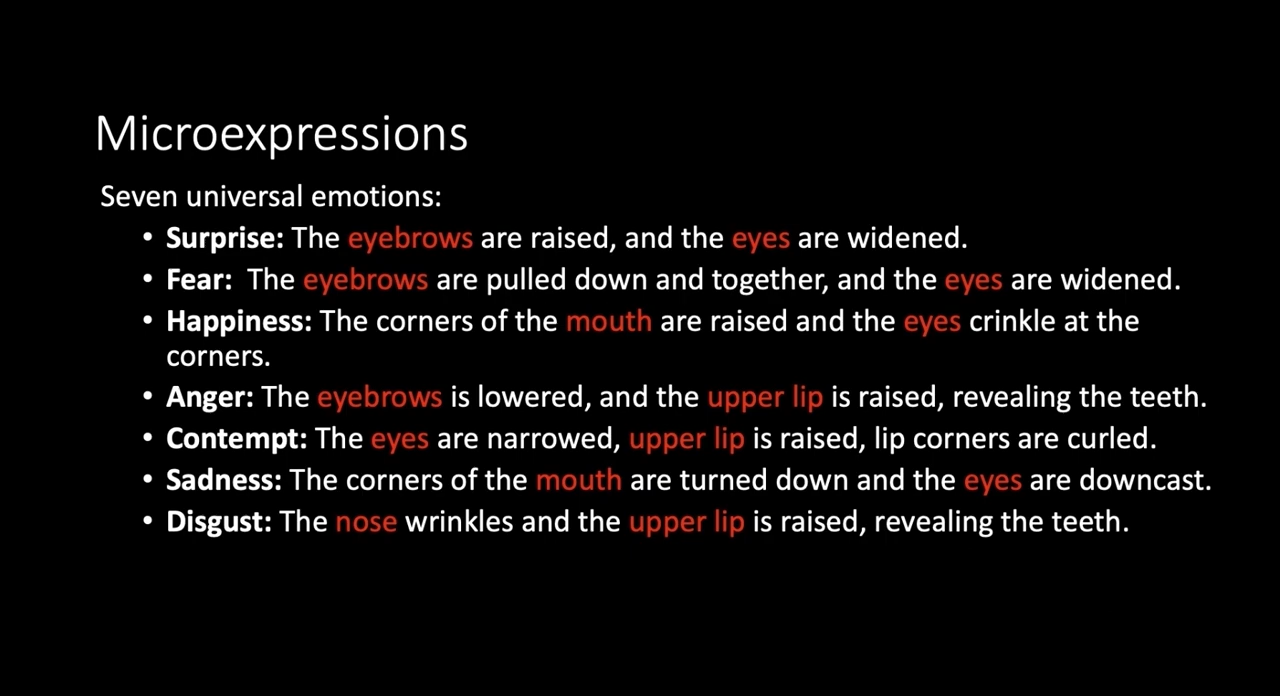 Microexpressions
Seven universal emotions:
• Surprise: The eyebrows are raised, and the eyes are widened.
• Fear:  The eyebrows are pulled down and together, and the eyes are widened.
• Happiness: The corners of the mouth are raised and the eyes crinkle at the
corners.
• Anger: The eyebrows is lowered, and the upper lip is raised, revealing the teeth.
• Contempt: The eyes are narrowed, upper lip is raised, lip corners are curled.
• Sadness: The corners of the mouth are turned down and the eyes are downcast.
• Disgust: The nose wrinkles and the upper lip is raised, revealing the teeth.